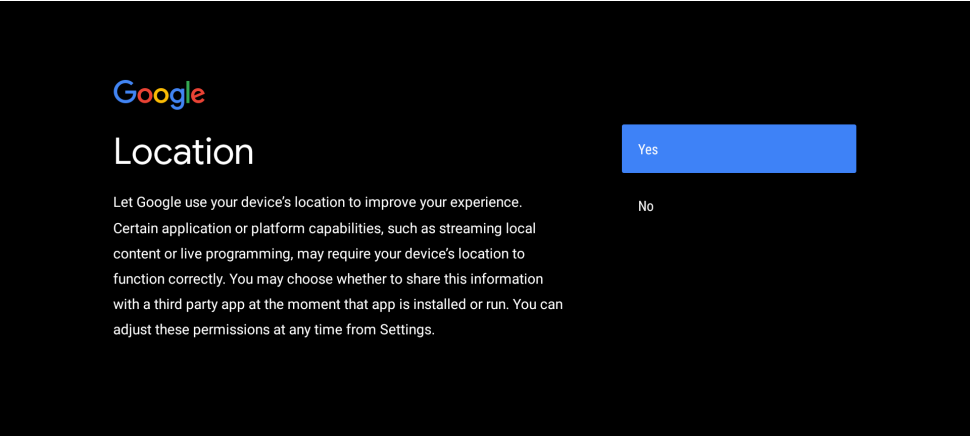 Google
Location
Let Google use your device’s location to improve your experience.
Certain application or platform capabilities, such as streaming local
content or live programming, may require your device’s location to
function correctly. You may choose whether to share this information
with a third party app at the moment that app is installed or run. You can
adjust these permissions at any time from Settings.
Yes
No